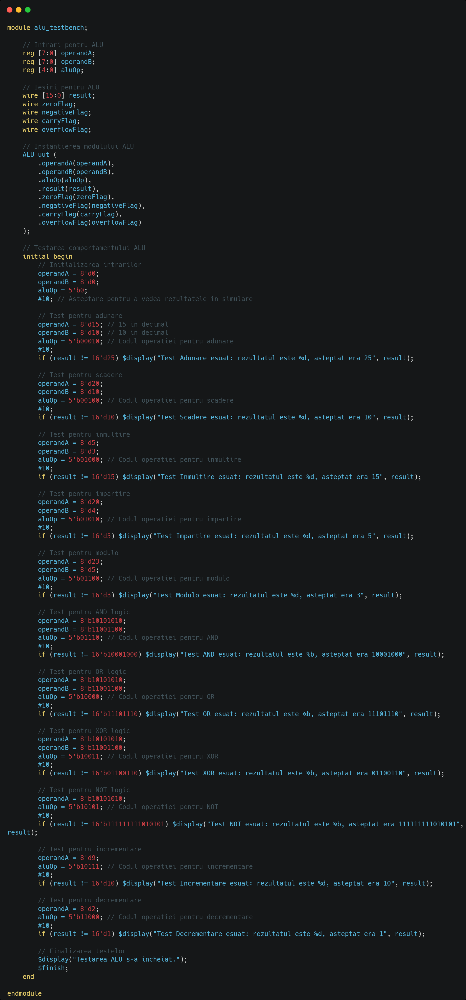 module alu_testbench;

    // Intrari pentru ALU
    reg [7:0] operandA;
    reg [7:0] operandB;
    reg [4:0] aluOp;

    // Iesiri pentru ALU
    wire [15:0] result;
    wire zeroFlag;
    wire negativeFlag;
    wire carryFlag;
    wire overflowFlag;

    // Instantierea modulului ALU
    ALU uut (
        .operandA(operandA),
        .operandB(operandB),
        .aluOp(aluOp),
        .result(result),
        .zeroFlag(zeroFlag),
        .negativeFlag(negativeFlag),
        .carryFlag(carryFlag),
        .overflowFlag(overflowFlag)
    );

    // Testarea comportamentului ALU
    initial begin
        // Initializarea intrarilor
        operandA = 8'd0;
        operandB = 8'd0;
        aluOp = 5'b0;
        #10; // Asteptare pentru a vedea rezultatele in simulare

        // Test pentru adunare
        operandA = 8'd15; // 15 in decimal
        operandB = 8'd10; // 10 in decimal
        aluOp = 5'b00010; // Codul operatiei pentru adunare
        #10;
        if (result != 16'd25) $display("Test Adunare esuat: rezultatul este %d, asteptat era 25", result);

        // Test pentru scadere
        operandA = 8'd20;
        operandB = 8'd10;
        aluOp = 5'b00100; // Codul operatiei pentru scadere
        #10;
        if (result != 16'd10) $display("Test Scadere esuat: rezultatul este %d, asteptat era 10", result);

        // Test pentru inmultire
        operandA = 8'd5;
        operandB = 8'd3;
        aluOp = 5'b01000; // Codul operatiei pentru inmultire
        #10;
        if (result != 16'd15) $display("Test Inmultire esuat: rezultatul este %d, asteptat era 15", result);

        // Test pentru impartire
        operandA = 8'd20;
        operandB = 8'd4;
        aluOp = 5'b01010; // Codul operatiei pentru impartire
        #10;
        if (result != 16'd5) $display("Test Impartire esuat: rezultatul este %d, asteptat era 5", result);

        // Test pentru modulo
        operandA = 8'd23;
        operandB = 8'd5;
        aluOp = 5'b01100; // Codul operatiei pentru modulo
        #10;
        if (result != 16'd3) $display("Test Modulo esuat: rezultatul este %d, asteptat era 3", result);

        // Test pentru AND logic
        operandA = 8'b10101010;
        operandB = 8'b11001100;
        aluOp = 5'b01110; // Codul operatiei pentru AND
        #10;
        if (result != 16'b10001000) $display("Test AND esuat: rezultatul este %b, asteptat era 10001000", result);

        // Test pentru OR logic
        operandA = 8'b10101010;
        operandB = 8'b11001100;
        aluOp = 5'b10000; // Codul operatiei pentru OR
        #10;
        if (result != 16'b11101110) $display("Test OR esuat: rezultatul este %b, asteptat era 11101110", result);

        // Test pentru XOR logic
        operandA = 8'b10101010;
        operandB = 8'b11001100;
        aluOp = 5'b10011; // Codul operatiei pentru XOR
        #10;
        if (result != 16'b01100110) $display("Test XOR esuat: rezultatul este %b, asteptat era 01100110", result);

        // Test pentru NOT logic
        operandA = 8'b10101010;
        aluOp = 5'b10101; // Codul operatiei pentru NOT
        #10;
        if (result != 16'b111111111010101) $display("Test NOT esuat: rezultatul este %b, asteptat era 111111111010101",
result);

        // Test pentru incrementare
        operandA = 8'd9;
        aluOp = 5'b10111; // Codul operatiei pentru incrementare
        #10;
        if (result != 16'd10) $display("Test Incrementare esuat: rezultatul este %d, asteptat era 10", result);

        // Test pentru decrementare
        operandA = 8'd2;
        aluOp = 5'b11000; // Codul operatiei pentru decrementare
        #10;
        if (result != 16'd1) $display("Test Decrementare esuat: rezultatul este %d, asteptat era 1", result);

        // Finalizarea testelor
        $display("Testarea ALU s-a incheiat.");
        $finish;
    end

endmodule